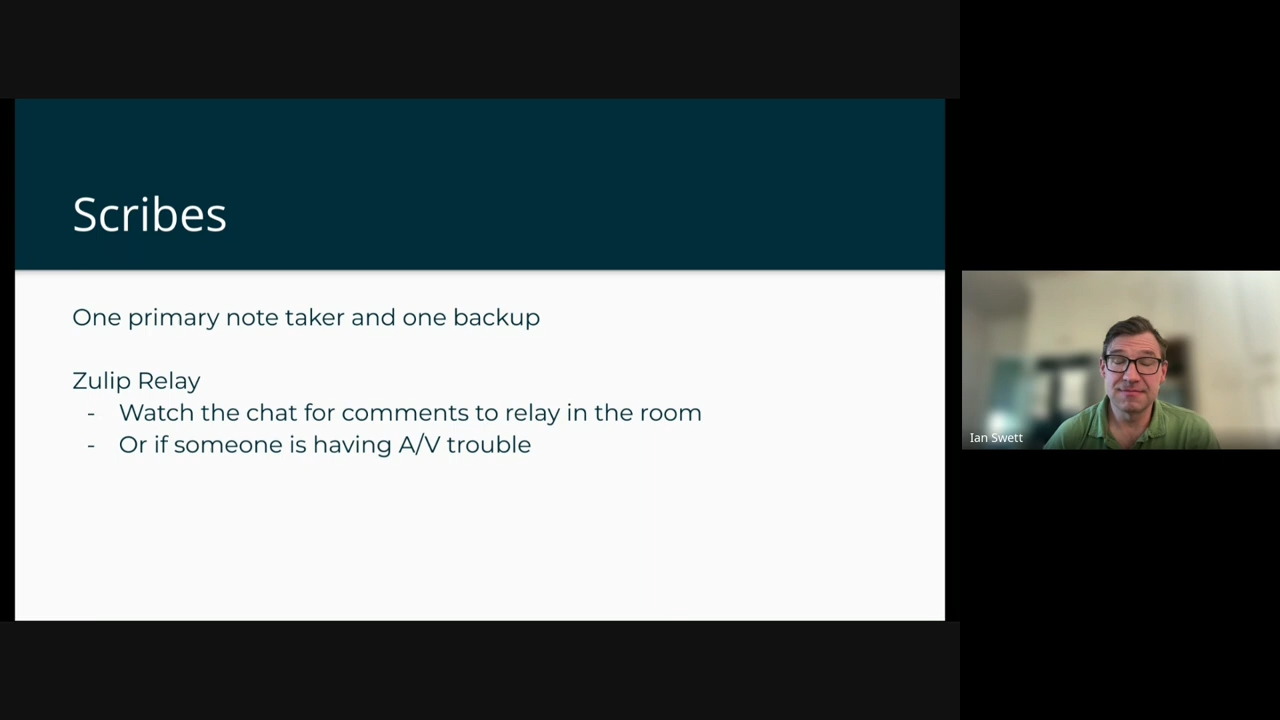 Scribes
One primary note taker and one backup
Zulip Relay
- Watch the chat for comments to relay in the room
- Or if someone is having A/V trouble
Ian Swett